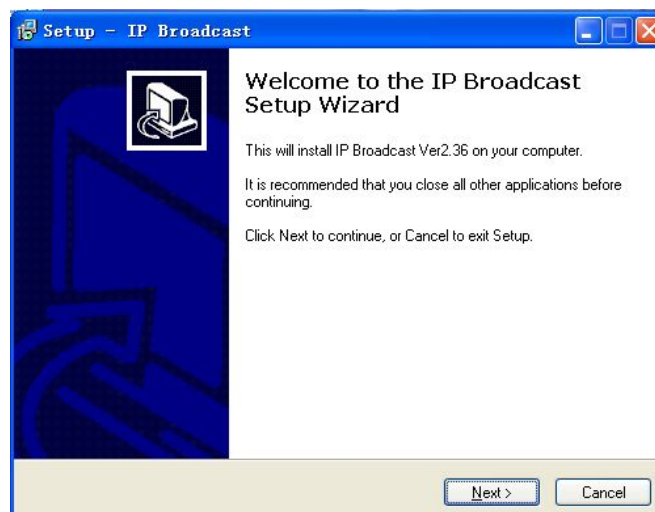 Setup - IP Broadcast
Welcome to the IP Broadcast
Setup Wizard
This will install IP Broadcast Ver2.36 on your computer.
It is recommended that you close all other applications before
continuing.
Click Next to continue, or Cancel to exit Setup.
Next >
Cancel